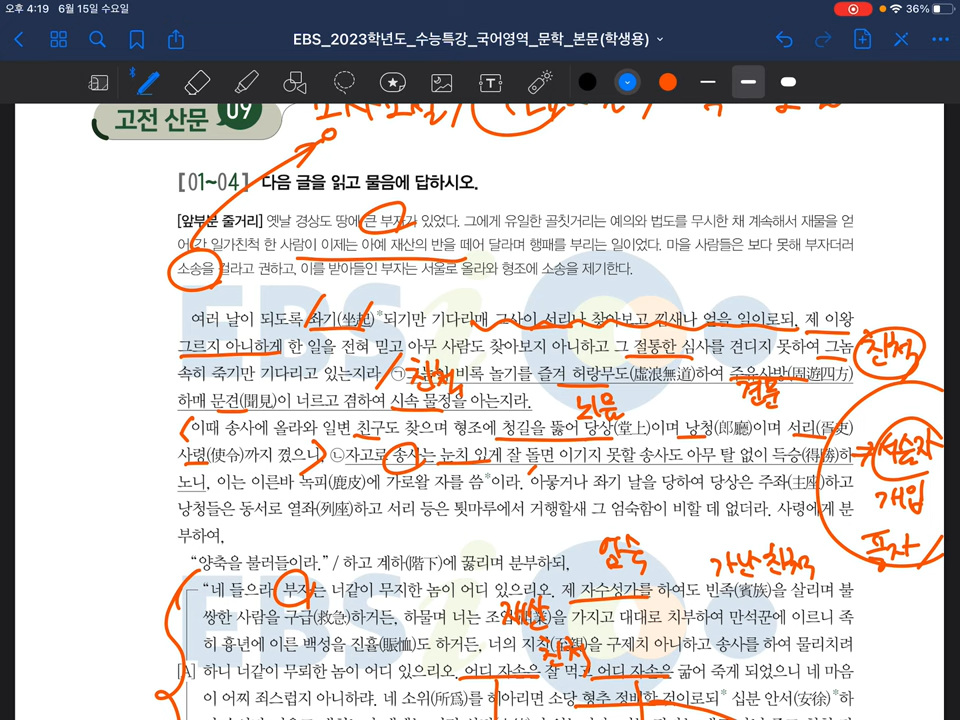 오후 4:19 6월 15일 수요일
36%
EBS_2023학년도_수능특강_국어영역_문학_본문(학생용)
고전 산문 09
[01~04] 다음 글을 읽고 물음에 답하시오.
[앞부분 줄거리] 옛날 경상도 땅에 큰 부자가 있었다. 그에게 유일한 골칫거리는 예의와 법도를 무시한 채 계속해서 재물을 얻
어 간 일가친척 한 사람이 이제는 아예 재산의 반을 떼어 달라며 행패를 부리는 일이었다. 마을 사람들은 보다 못해 부자더러
소송을 걸라고 권하고, 이를 받아들인 부자는 서울로 올라와 형조에 소송을 제기한다.
여러 날이 되도록 좌기(坐起)*되기만 기다리매 그사이 서리나 찾아보고 낌새나 얻을 일이로되, 제 이왕
그르지 아니하게 한 일을 전혀 믿고 아무 사람도 찾아보지 아니하고 그 절통한 심사를 견디지 못하여 그놈
친척
속히 죽기만 기다리고 있는지라. ㉠그놈이 비록 놀기를 즐겨 허랑무도(虛浪無道)하여 주유사방(周遊四方)
친척
하매 문견(聞見)이 너르고 겸하여 시속 물정을 아는지라.
뇌물
견문
이때 송사에 올라와 일변 친구도 찾으며 형조에 청길을 뚫어 당상(堂上)이며 낭청(郎廳)이며 서리(胥吏)
사령(使令)까지 꼈으니, ㉡자고로 송사는 눈치 있게 잘 돌면 이기지 못할 송사도 아무 탈 없이 득승(得勝)하
노니, 이는 이른바 녹피(鹿皮)에 가로왈 자를 씀*이라. 이렇거나 좌기 날을 당하여 당상은 주좌(主座)하고
낭청들은 동서로 열좌(列座)하고 서리 등은 툇마루에서 거행할새 그 엄숙함이 비할 데 없더라. 사령에게 분
부하여,
서술자
개입
풍자
“양축을 불러들이라.” / 하고 계하(階下)에 꿇리며 분부하되,
엄숙
가난 친척
“네 들으라. 부자는 너같이 무지한 놈이 어디 있으리오. 제 자수성가를 하여도 빈족(貧族)을 살리며 불
쌍한 사람을 구급(救急)하거든, 하물며 너는 조업(祖業)을 가지고 대대로 치부하여 만석꾼에 이르니 족
재산
히 흉년에 이른 백성을 진휼(賑恤)도 하거든, 너의 지친(至親)을 구제치 아니하고 송사를 하여 물리치려
친척
[A] 하니 너같이 무뢰한 놈이 어디 있으리오. 어디 자손은 잘 먹고 어디 자손은 굶어 죽게 되었으니 네 마음
이 어찌 죄스럽지 아니하랴. 네 소위(所爲)를 헤아리면 소당 형추 정배할 것이로되* 십분 안서(安徐)*하